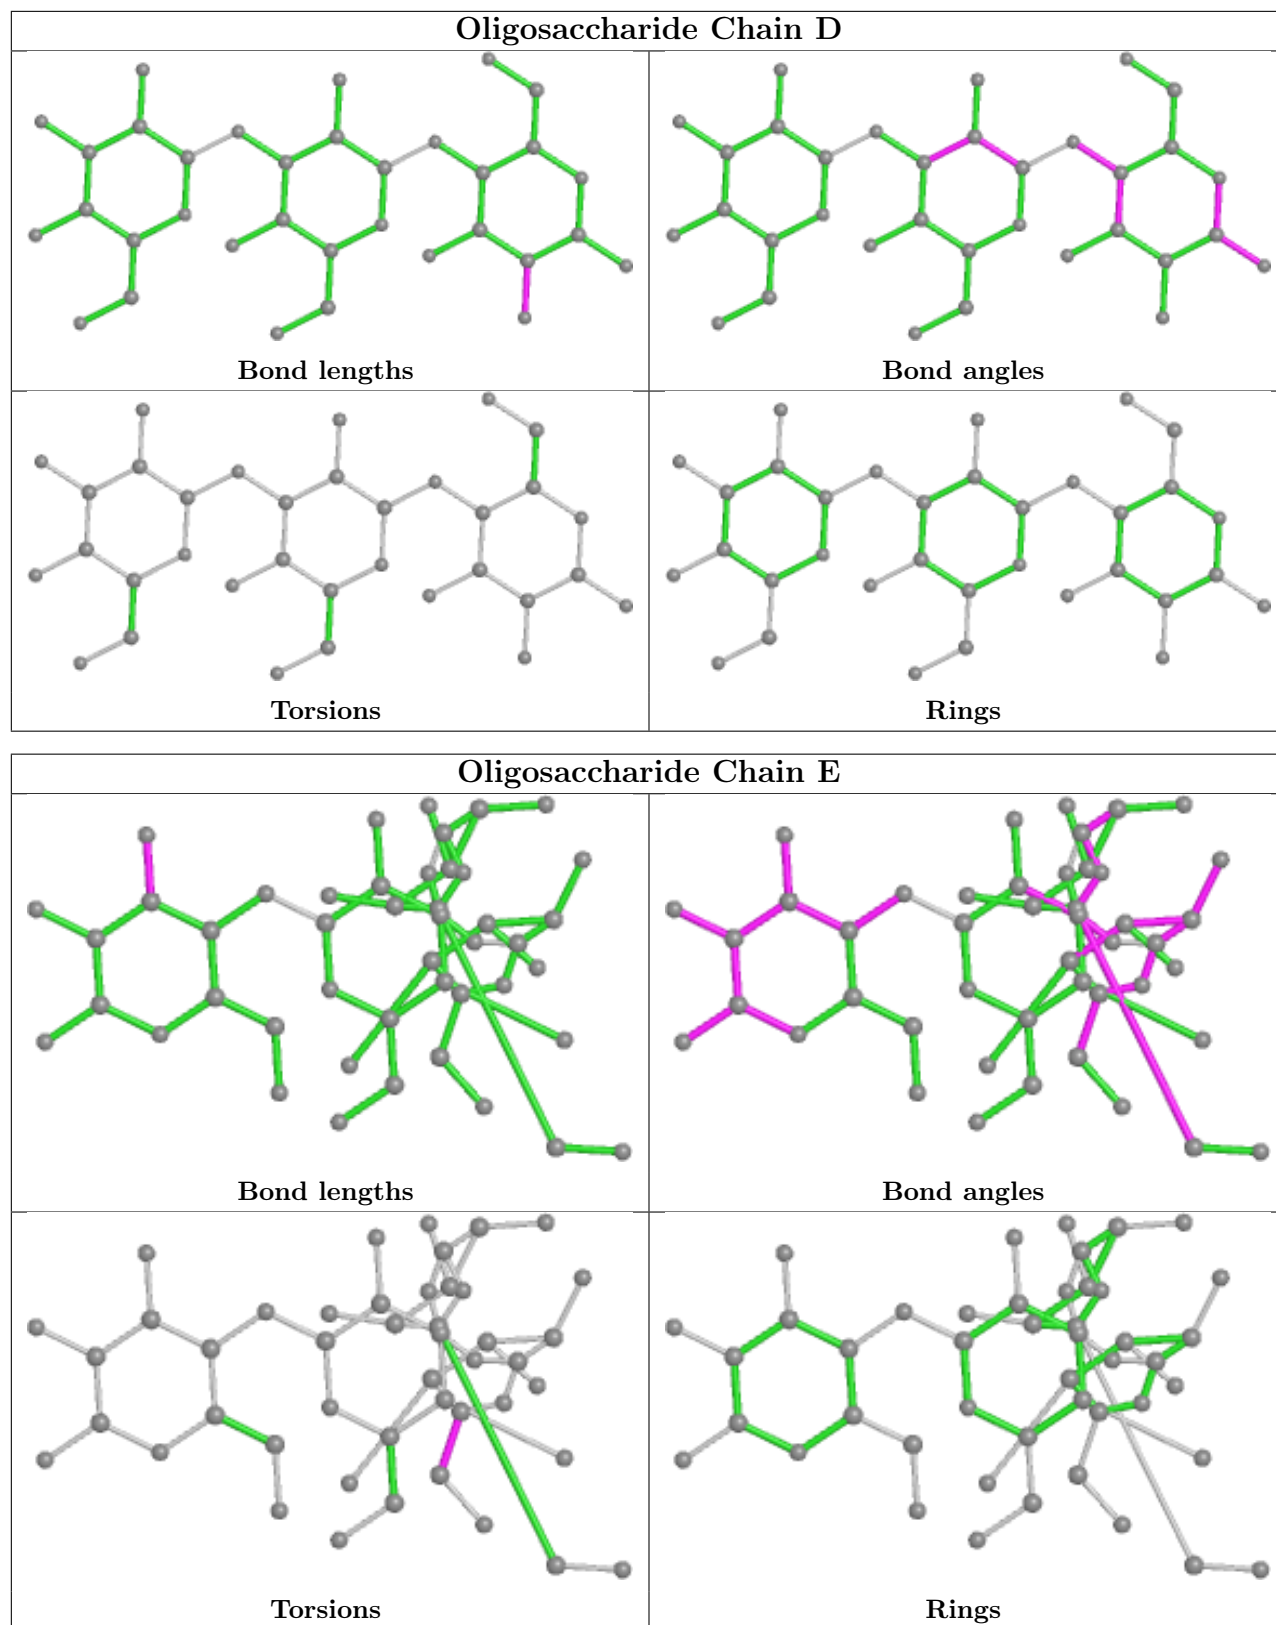 Oligosaccharide Chain D
Bond lengths
Bond angles
Torsions
Rings
Oligosaccharide Chain E
Bond lengths
Bond angles
Torsions
Rings